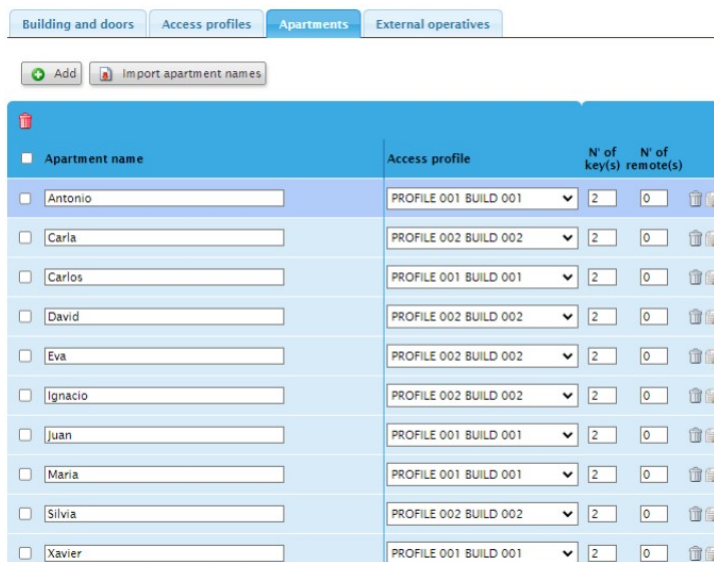 Building and doors Access profiles Apartments External operatives
Add Import apartment names
Apartment name Access profile N' of key(s) N' of remote(s)
Antonio PROFILE 001 BUILD 001 2 0
Carla PROFILE 002 BUILD 002 2 0
Carlos PROFILE 001 BUILD 001 2 0
David PROFILE 002 BUILD 002 2 0
Eva PROFILE 002 BUILD 002 2 0
Ignacio PROFILE 002 BUILD 002 2 0
Juan PROFILE 001 BUILD 001 2 0
Maria PROFILE 001 BUILD 001 2 0
Silvia PROFILE 002 BUILD 002 2 0
Xavier PROFILE 001 BUILD 001 2 0